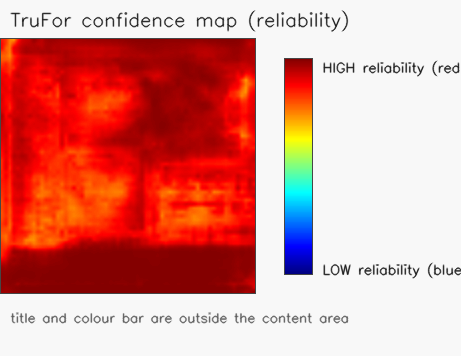 TruFor confidence map (reliability)
HIGH reliability (red
LOW reliability (blue
title and colour bar are outside the content area